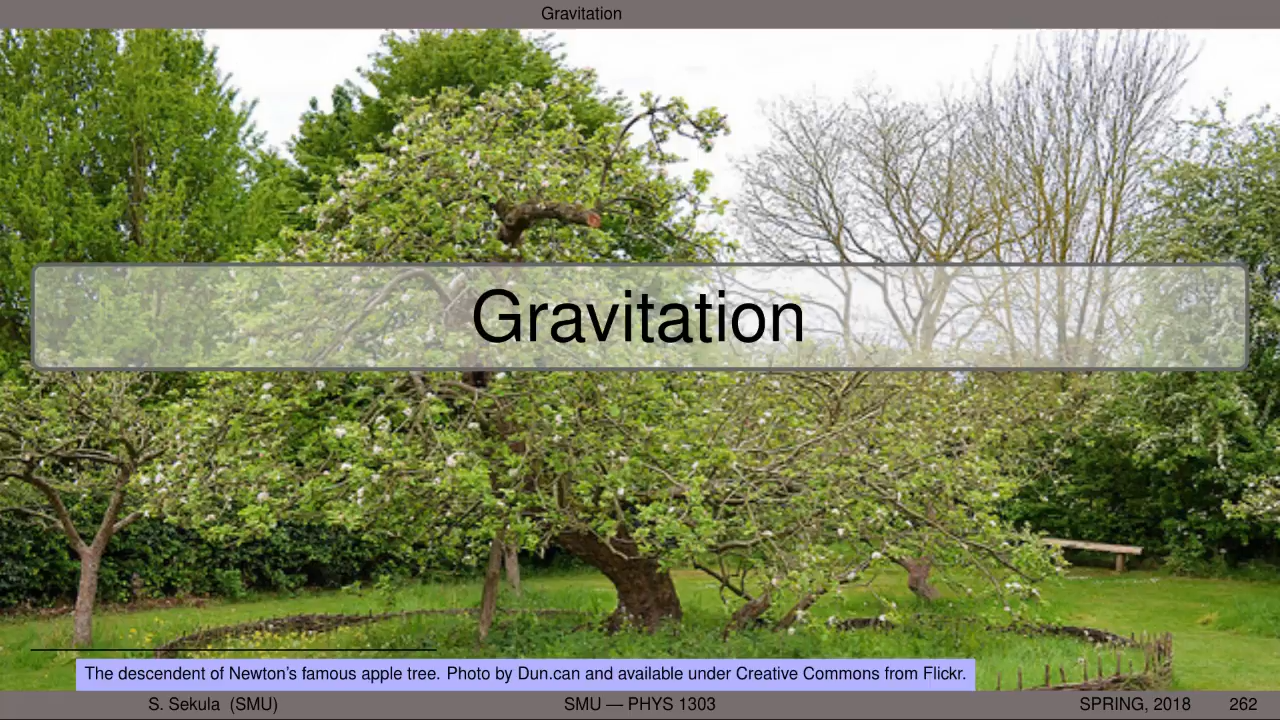 Gravitation
Gravitation
The descendent of Newton's famous apple tree. Photo by Dun.can and available under Creative Commons from Flickr.
S. Sekula (SMU) SMU — PHYS 1303 SPRING, 2018 262